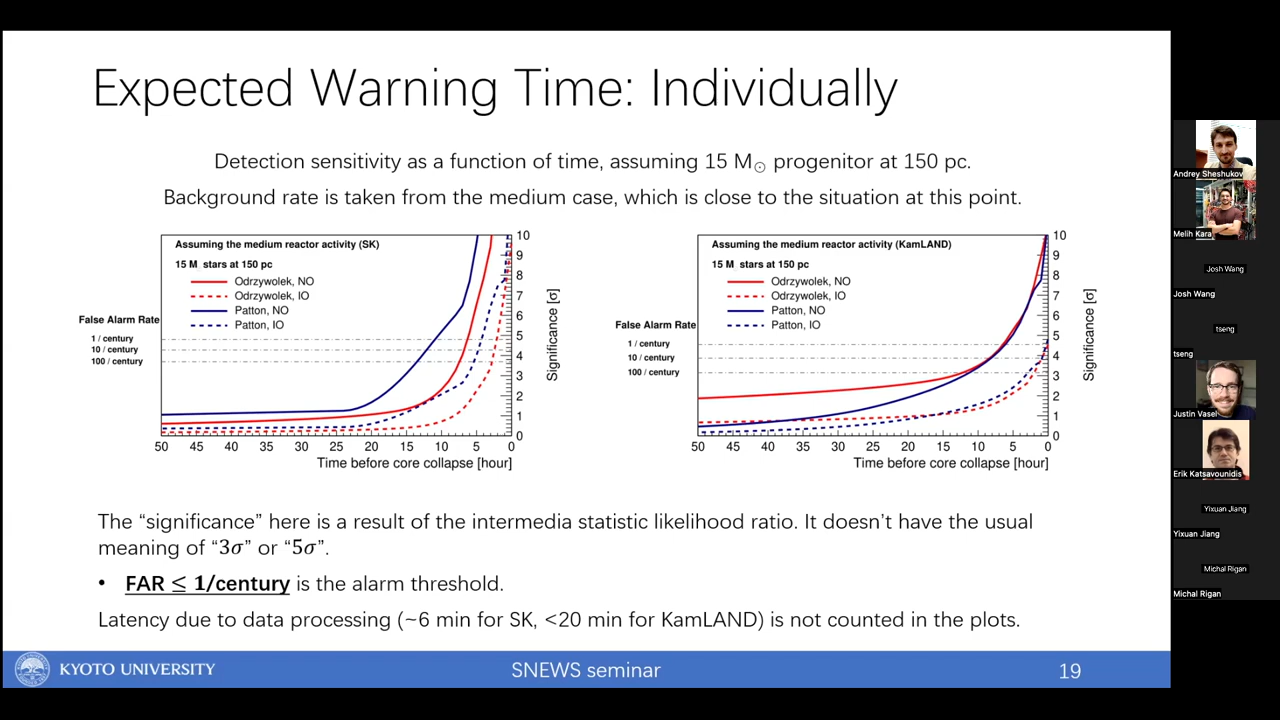 Expected Warning Time: Individually
Detection sensitivity as a function of time, assuming 15 M☉ progenitor at 150 pc.
Background rate is taken from the medium case, which is close to the situation at this point.
Assuming the medium reactor activity (SK)
15 M stars at 150 pc
Odrzywolek, NO
Odrzywolek, IO
Patton, NO
Patton, IO
False Alarm Rate
1 / century
10 / century
100 / century
10
9
8
7
6
5
4
3
2
1
0
Significance [σ]
50 45 40 35 30 25 20 15 10 5 0
Time before core collapse [hour]
Assuming the medium reactor activity (KamLAND)
15 M stars at 150 pc
Odrzywolek, NO
Odrzywolek, IO
Patton, NO
Patton, IO
False Alarm Rate
1 / century
10 / century
100 / century
10
9
8
7
6
5
4
3
2
1
0
Significance [σ]
50 45 40 35 30 25 20 15 10 5 0
Time before core collapse [hour]
The “significance” here is a result of the intermedia statistic likelihood ratio. It doesn’t have the usual
meaning of “3σ” or “5σ”.
• FAR ≤ 1/century is the alarm threshold.
Latency due to data processing (~6 min for SK, <20 min for KamLAND) is not counted in the plots.
KYOTO UNIVERSITY
SNEWS seminar
19
Andrey Sheshukov
Melih Kara
Josh Wang
Josh Wang
tseng
tseng
Justin Vasel
Erik Katsavounidis
Yixuan Jiang
Yixuan Jiang
Michal Rigan
Michal Rigan